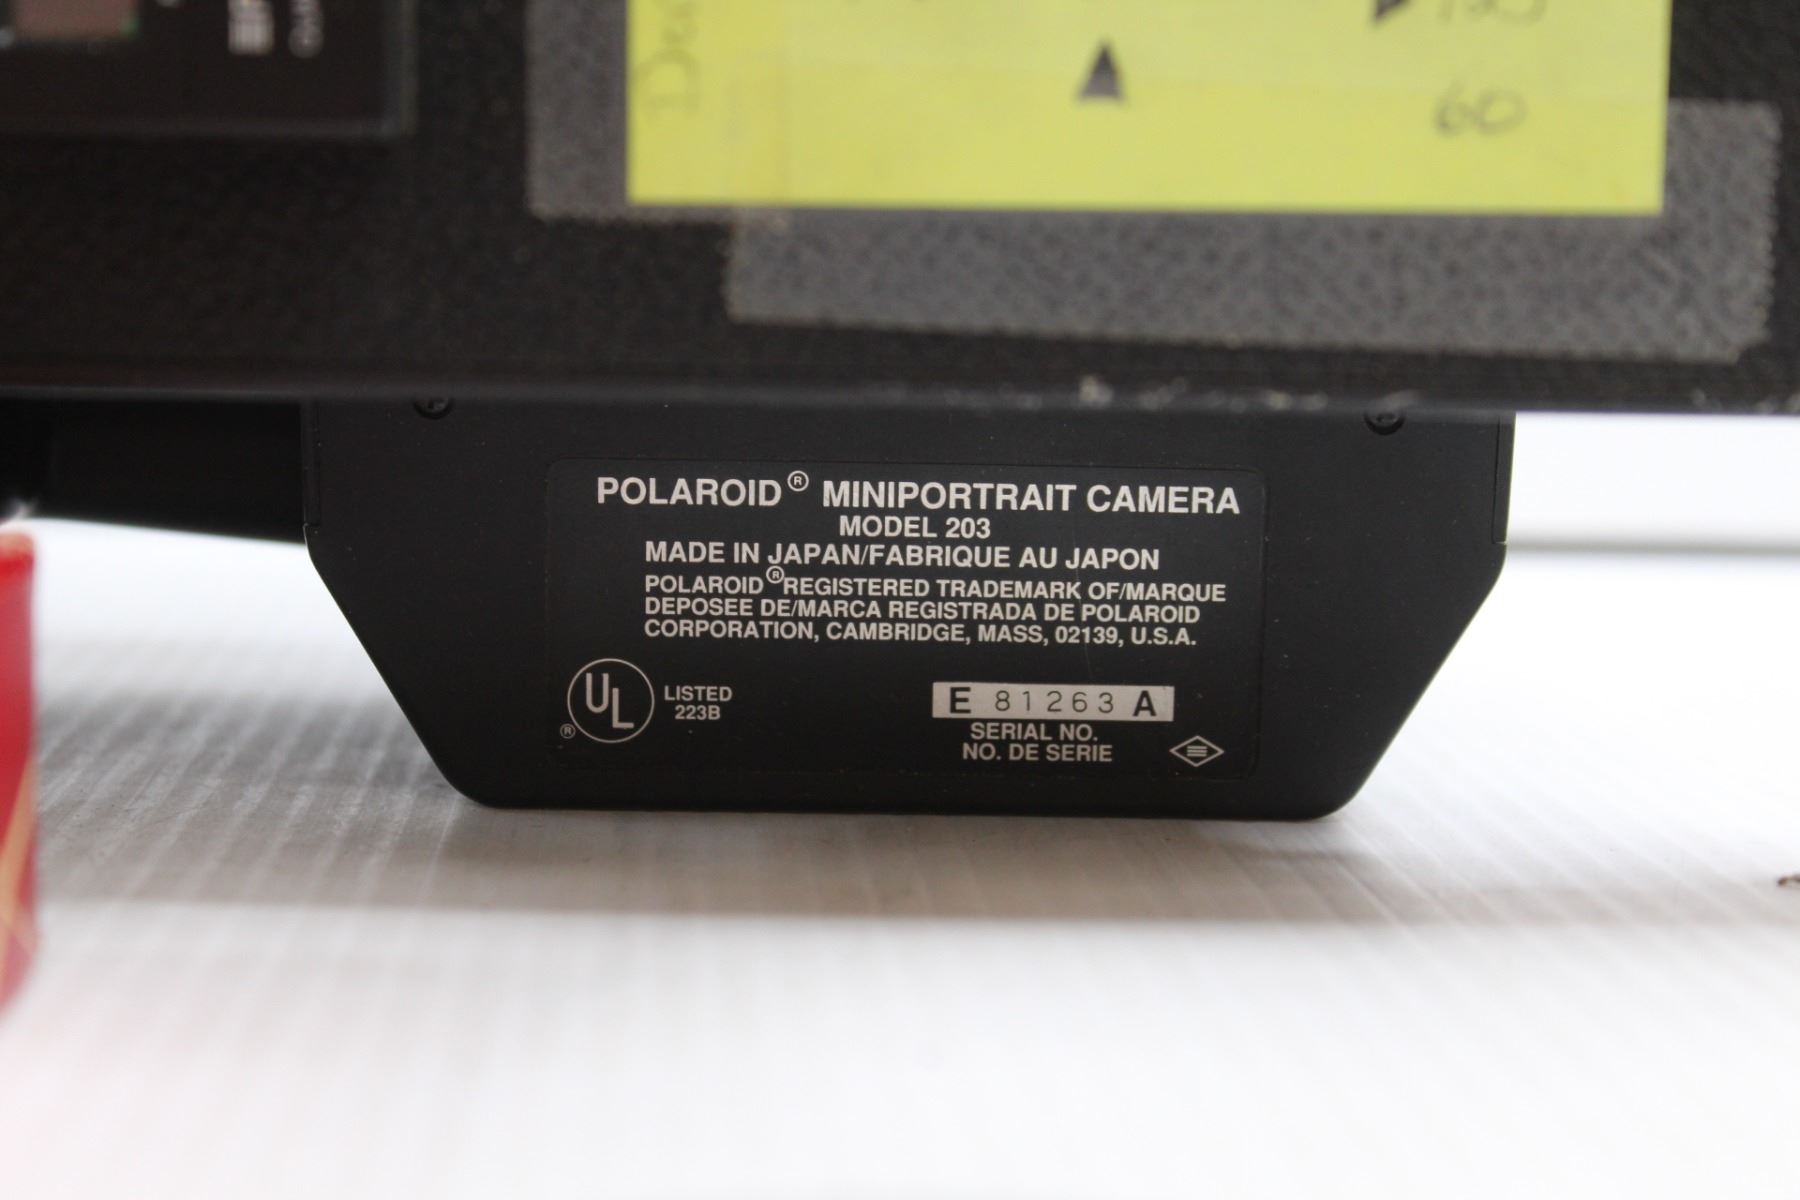 60
POLAROID® MINIPORTRAIT CAMERA
MODEL 203
MADE IN JAPAN/FABRIQUE AU JAPON
POLAROID® REGISTERED TRADEMARK OF/MARQUE
DEPOSEE DE/MARCA REGISTRADA DE POLAROID
CORPORATION, CAMBRIDGE, MASS, 02139, U.S.A.
UL® LISTED
223B
E 81263 A
SERIAL NO.
NO. DE SERIE